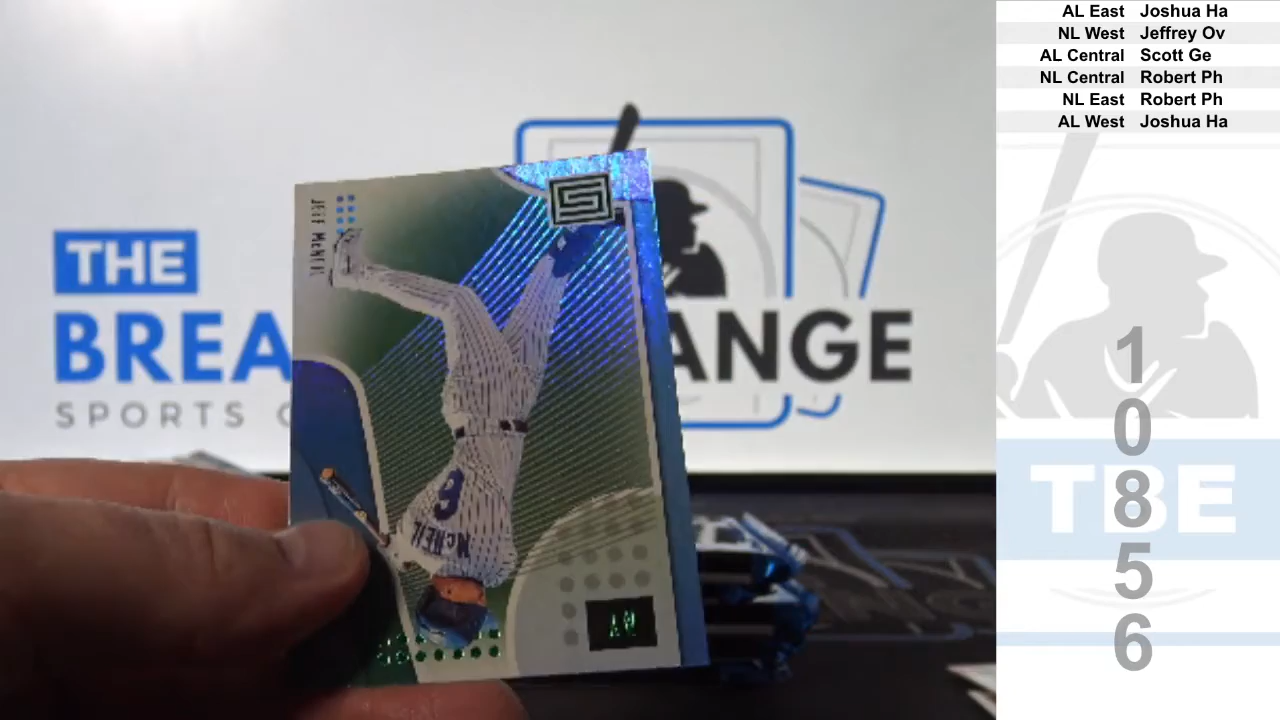 AL East Joshua Ha
NL West Jeffrey Ov
AL Central Scott Ge
NL Central Robert Ph
NL East Robert Ph
AL West Joshua Ha
THE
BREA ANGE
SPORTS C
JEFF McNEIL
McNEIL
6
NY
TBE
1
0
8
5
6